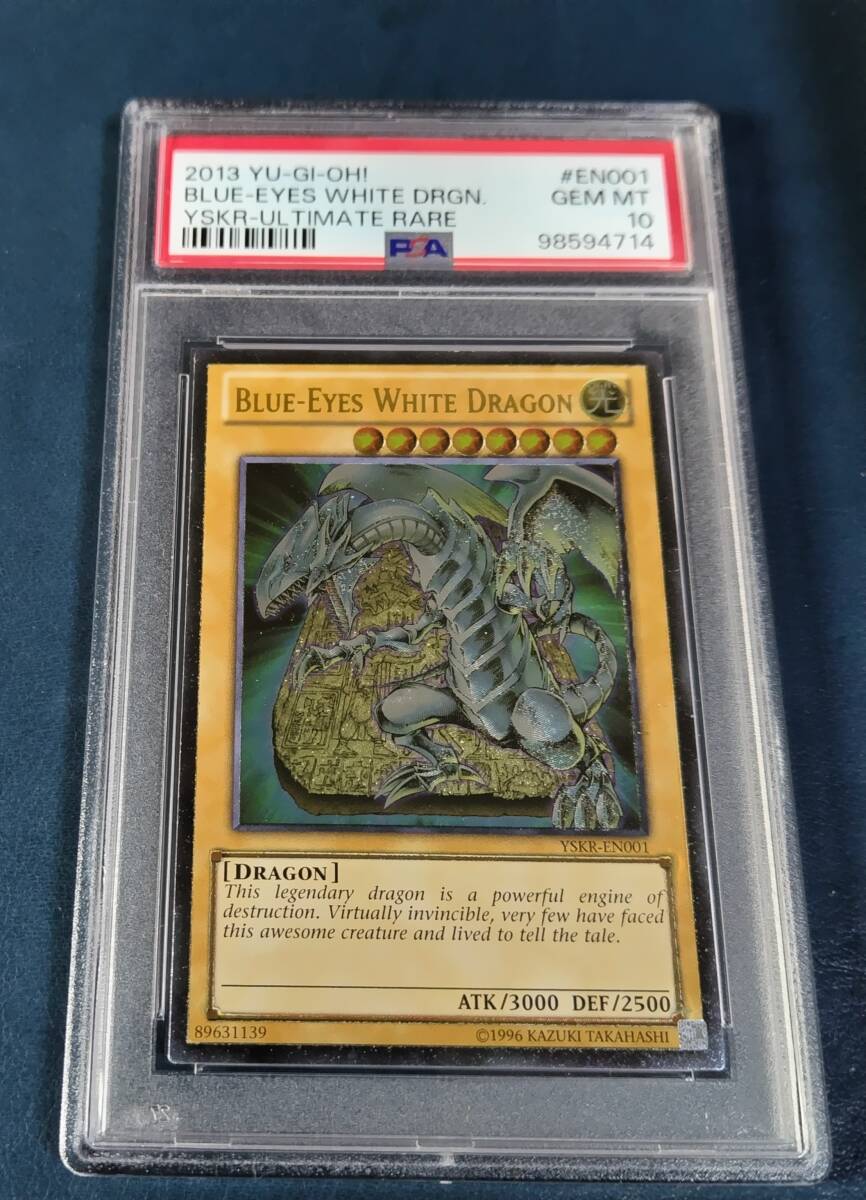 2013 YU-GI-OH! #EN001
BLUE-EYES WHITE DRGN. GEM MT
YSKR-ULTIMATE RARE 10
PSA 98594714
BLUE-EYES WHITE DRAGON 光
YSKR-EN001
[DRAGON]
This legendary dragon is a powerful engine of
destruction. Virtually invincible, very few have faced
this awesome creature and lived to tell the tale.
ATK/3000 DEF/2500
89631139 ©1996 KAZUKI TAKAHASHI